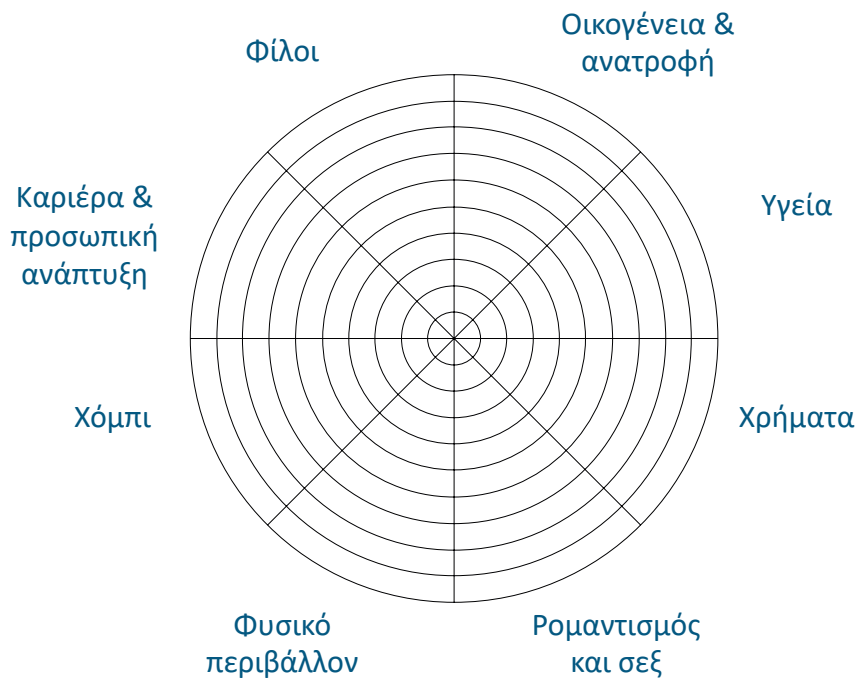 Φίλοι
Οικογένεια &
ανατροφή
Καριέρα &
προσωπική
ανάπτυξη
Υγεία
Χόμπι
Χρήματα
Φυσικό
περιβάλλον
Ρομαντισμός
και σεξ